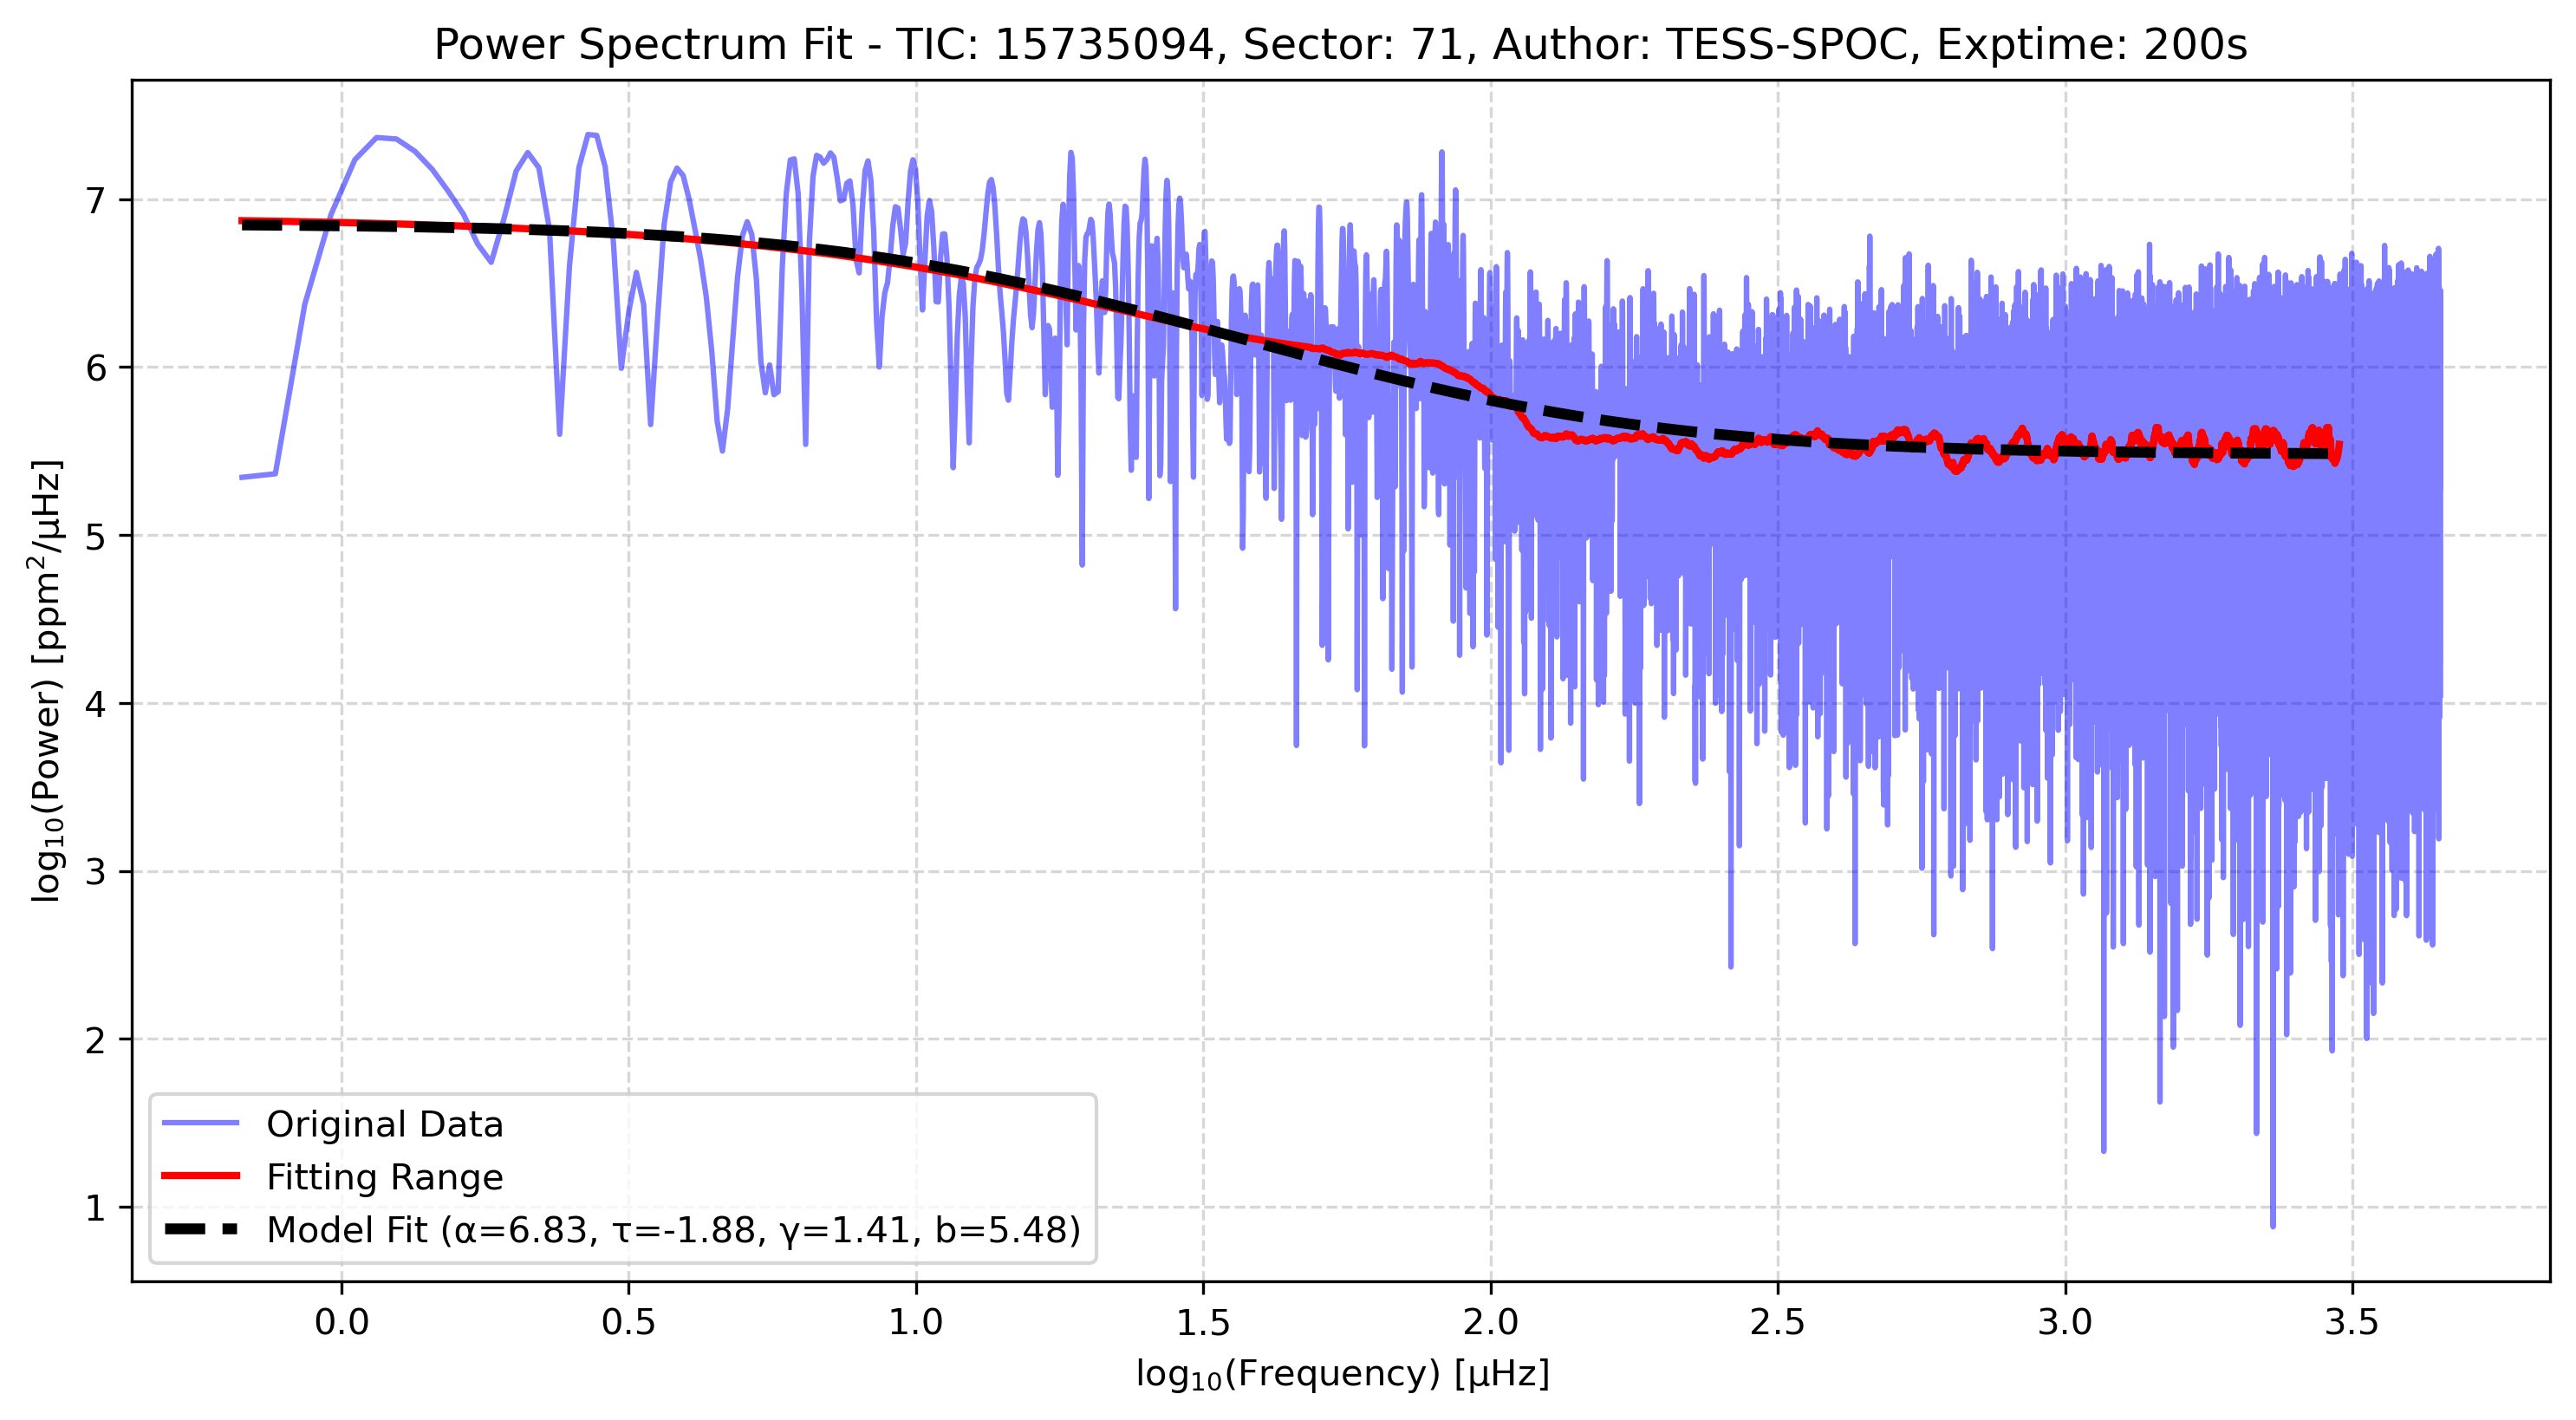 Power Spectrum Fit - TIC: 15735094, Sector: 71, Author: TESS-SPOC, Exptime: 200s
log₁₀(Power) [ppm²/μHz]
7
6
5
4
3
2
1
Original Data
Fitting Range
Model Fit (α=6.83, τ=-1.88, γ=1.41, b=5.48)
0.0 0.5 1.0 1.5 2.0 2.5 3.0 3.5
log₁₀(Frequency) [μHz]